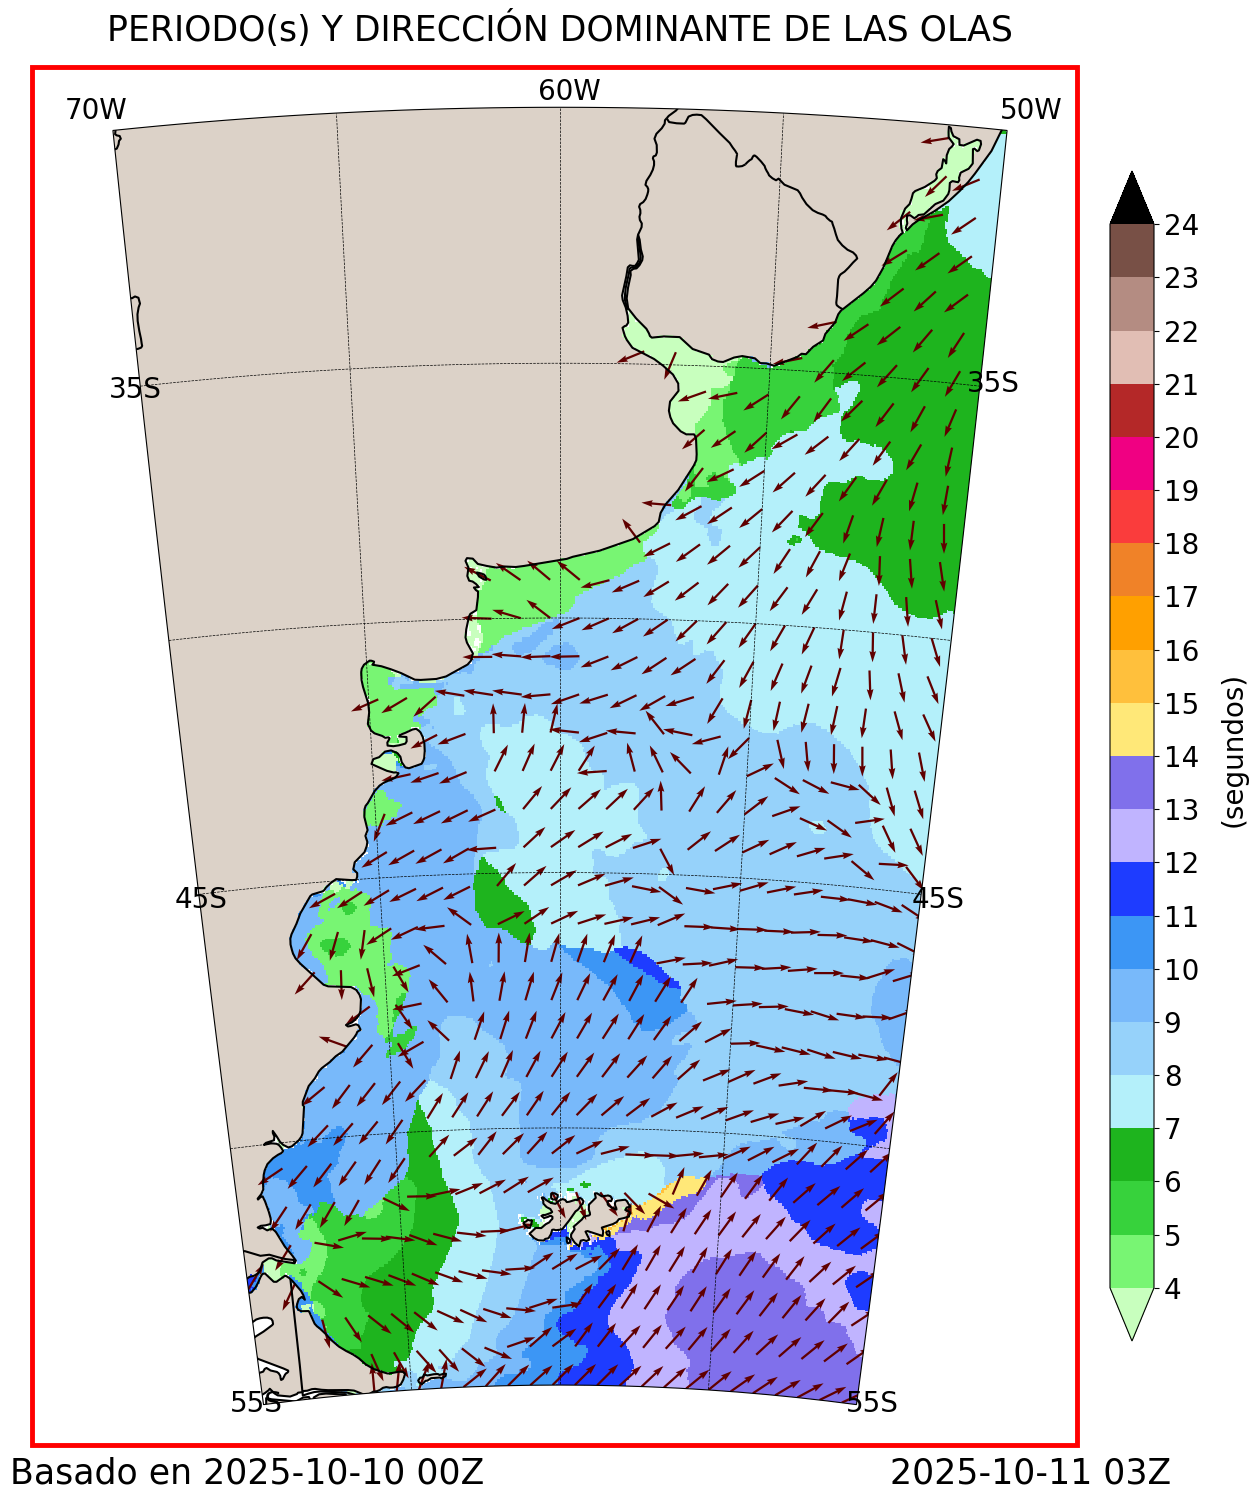 PERIODO(s) Y DIRECCIÓN DOMINANTE DE LAS OLAS
70W
60W
50W
35S
35S
45S
45S
55S
55S
24
23
22
21
20
19
18
17
16
15
14
13
12
11
10
9
8
7
6
5
4
(segundos)
Basado en 2025-10-10 00Z
2025-10-11 03Z